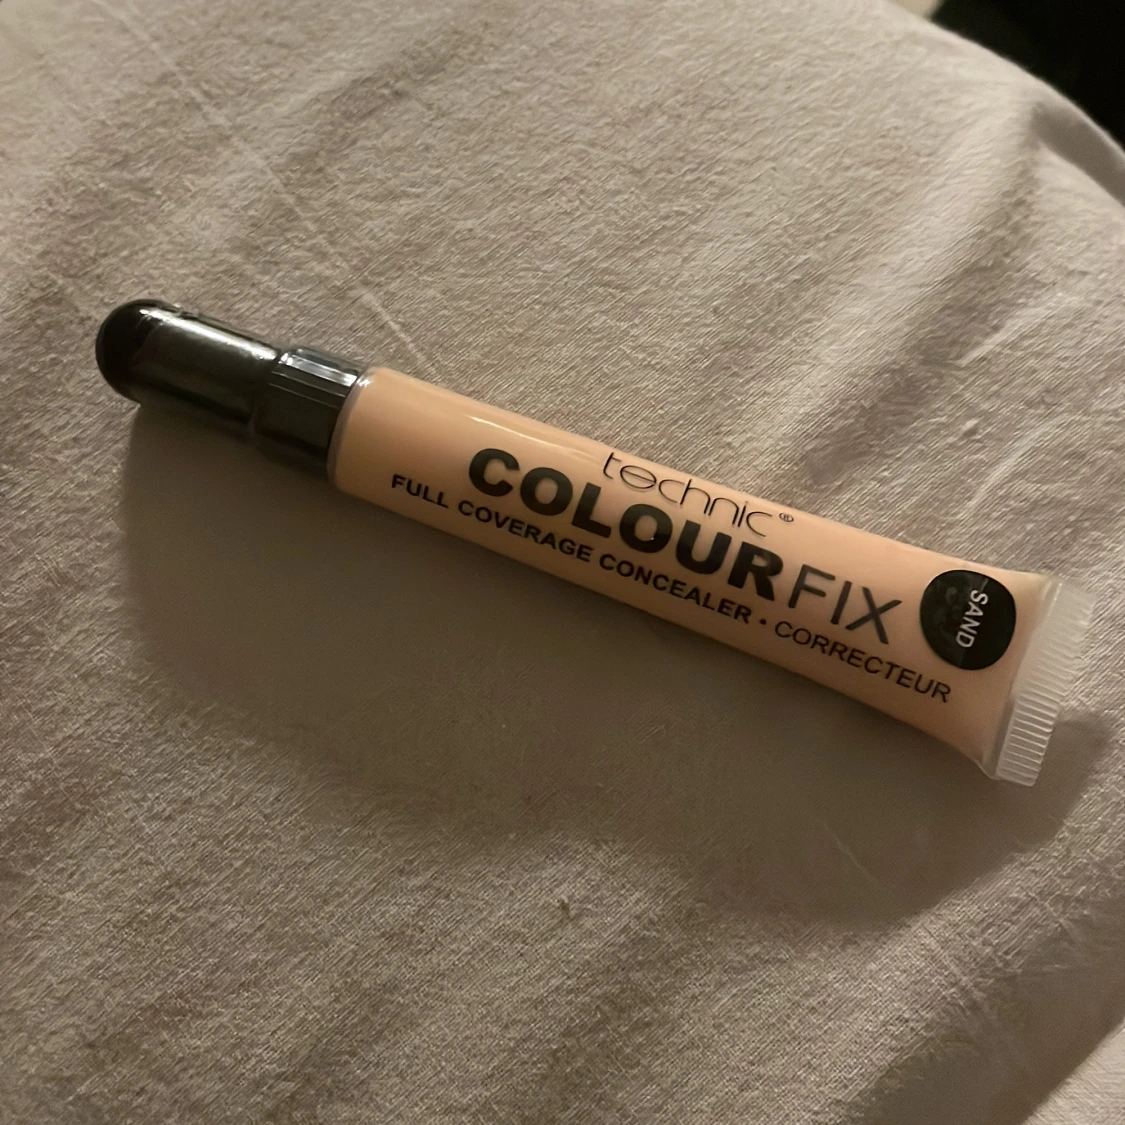 technic®
COLOURFIX
FULL COVERAGE CONCEALER • CORRECTEUR
SAND